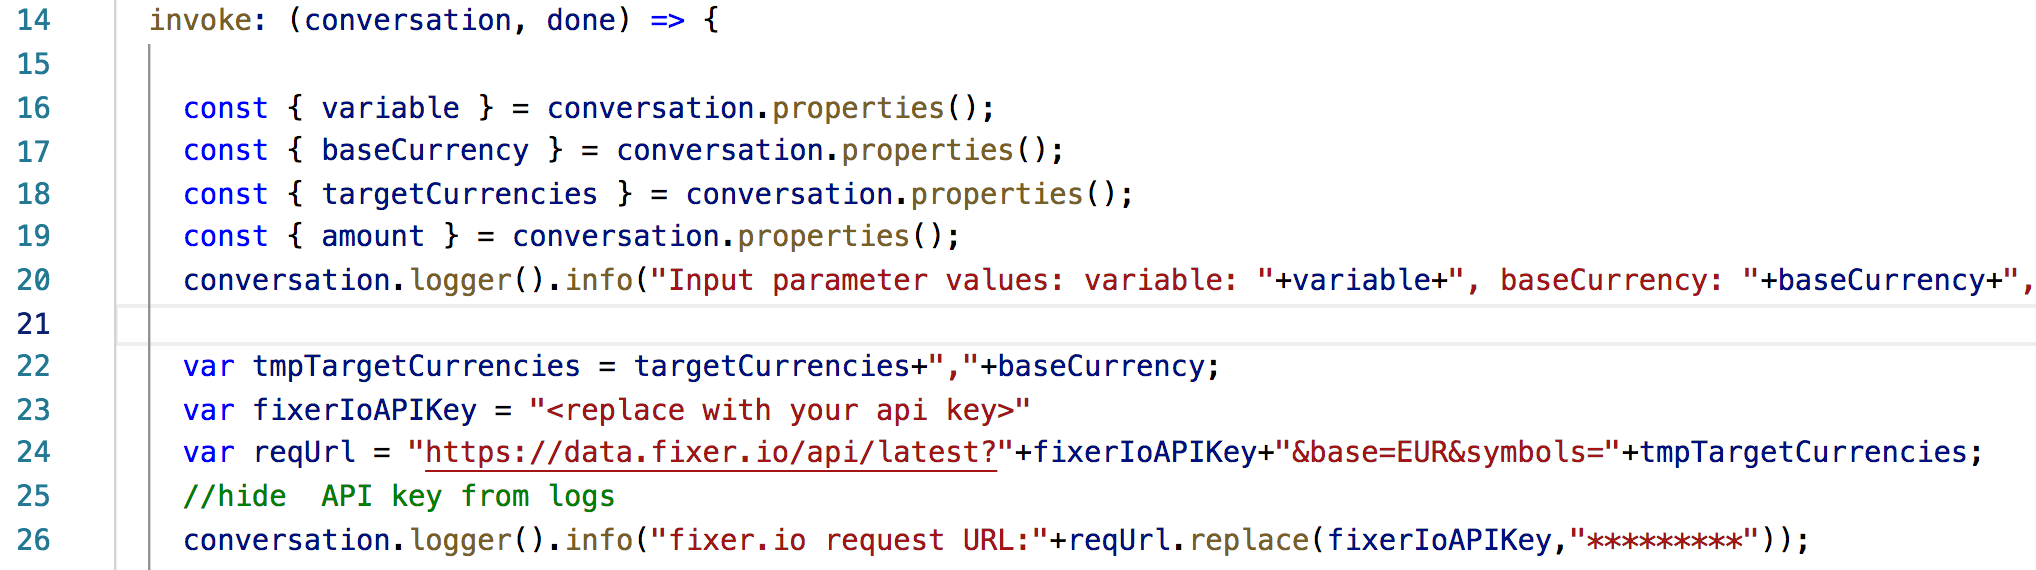 14 invoke: (conversation, done) => {
15
16 const { variable } = conversation.properties();
17 const { baseCurrency } = conversation.properties();
18 const { targetCurrencies } = conversation.properties();
19 const { amount } = conversation.properties();
20 conversation.logger().info("Input parameter values: variable: "+variable+", baseCurrency: "+baseCurrency+",
21
22 var tmpTargetCurrencies = targetCurrencies+","+baseCurrency;
23 var fixerIoAPIKey = "<replace with your api key>"
24 var reqUrl = "https://data.fixer.io/api/latest?"+fixerIoAPIKey+"&base=EUR&symbols="+tmpTargetCurrencies;
25 //hide  API key from logs
26 conversation.logger().info("fixer.io request URL:"+reqUrl.replace(fixerIoAPIKey,"*********"));